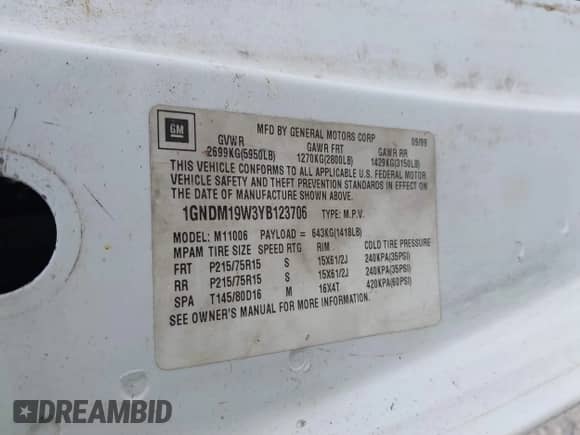 GM
MFD BY GENERAL MOTORS CORP 09/99
GVWR GAWR FRT GAWR RR
2699KG(5950LB) 1270KG(2800LB) 1429KG(3150LB)
THIS VEHICLE CONFORMS TO ALL APPLICABLE U.S. FEDERAL MOTOR
VEHICLE SAFETY AND THEFT PREVENTION STANDARDS IN EFFECT ON
THE DATE OF MANUFACTURE SHOWN ABOVE.
1GNDM19W3YB123706 TYPE: M.P.V.
MODEL: M11006 PAYLOAD = 643KG(1418LB)
MPAM TIRE SIZE SPEED RTG RIM COLD TIRE PRESSURE
FRT P215/75R15 S 15X61/2J 240KPA(35PSI)
RR P215/75R15 S 15X61/2J 240KPA(35PSI)
SPA T145/80D16 M 16X4T 420KPA(60PSI)
SEE OWNER'S MANUAL FOR MORE INFORMATION.
DREAMBID